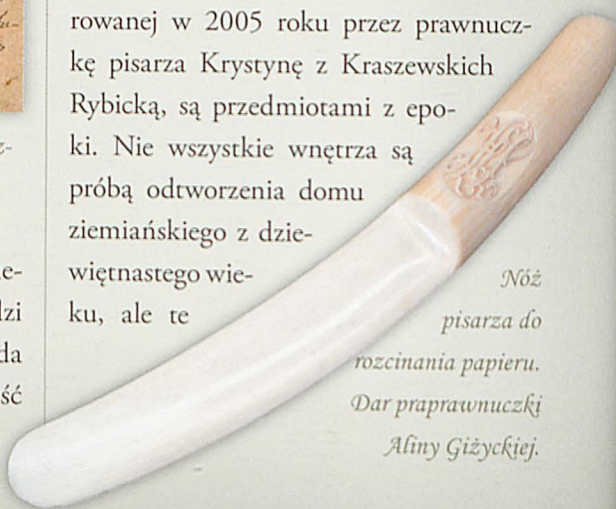 rowanej w 2005 roku przez prawnucz-
kę pisarza Krystynę z Kraszewskich
Rybicką, są przedmiotami z epo-
ki. Nie wszystkie wnętrza są
próbą odtworzenia domu
ziemiańskiego z dzie-
więtnastego wie-
ku, ale te
Nóż
pisarza do
rozcinania papieru.
Dar praprawnuczki
Aliny Giżyckiej.